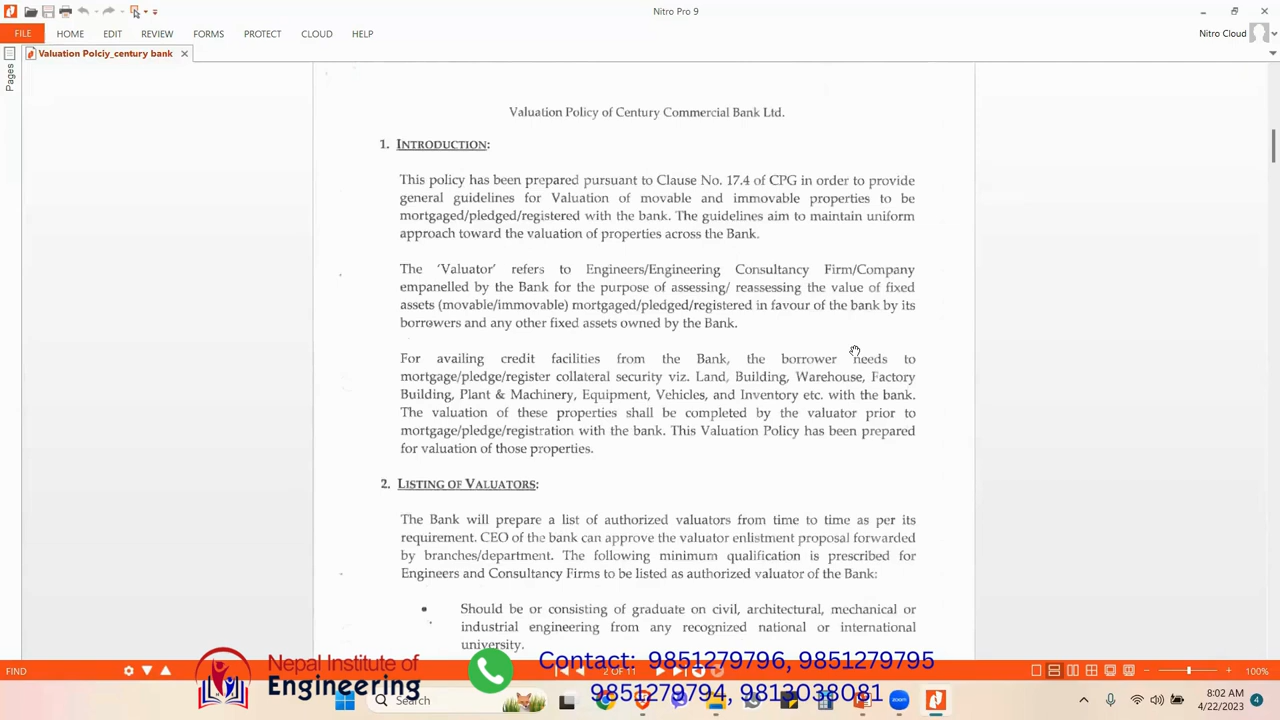 Nitro Pro 9
FILE HOME EDIT REVIEW FORMS PROTECT CLOUD HELP Nitro Cloud
Valuation Polciy_century bank
Pages
Valuation Policy of Century Commercial Bank Ltd.
1. INTRODUCTION:
This policy has been prepared pursuant to Clause No. 17.4 of CPG in order to provide
general guidelines for Valuation of movable and immovable properties to be
mortgaged/pledged/registered with the bank. The guidelines aim to maintain uniform
approach toward the valuation of properties across the Bank.
The 'Valuator' refers to Engineers/Engineering Consultancy Firm/Company
empanelled by the Bank for the purpose of assessing/ reassessing the value of fixed
assets (movable/immovable) mortgaged/pledged/registered in favour of the bank by its
borrowers and any other fixed assets owned by the Bank.
For availing credit facilities from the Bank, the borrower needs to
mortgage/pledge/register collateral security viz. Land, Building, Warehouse, Factory
Building, Plant & Machinery, Equipment, Vehicles, and Inventory etc. with the bank.
The valuation of these properties shall be completed by the valuator prior to
mortgage/pledge/registration with the bank. This Valuation Policy has been prepared
for valuation of those properties.
2. LISTING OF VALUATORS:
The Bank will prepare a list of authorized valuators from time to time as per its
requirement. CEO of the bank can approve the valuator enlistment proposal forwarded
by branches/department. The following minimum qualification is prescribed for
Engineers and Consultancy Firms to be listed as authorized valuator of the Bank:
• Should be or consisting of graduate on civil, architectural, mechanical or
industrial engineering from any recognized national or international
university.
FIND 2 OF 11 100%
Nepal Institute of
Engineering
Contact: 9851279796, 9851279795
9851279794, 9813038081
Search
8:02 AM
4/22/2023
4